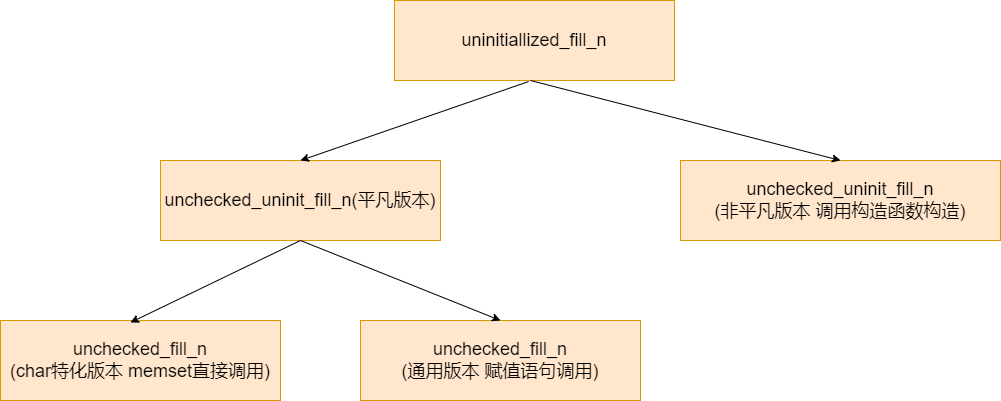 uninitiallized_fill_n
unchecked_uninit_fill_n(平凡版本)
unchecked_uninit_fill_n
(非平凡版本 调用构造函数构造)
unchecked_fill_n
(char特化版本 memset直接调用)
unchecked_fill_n
(通用版本 赋值语句调用)